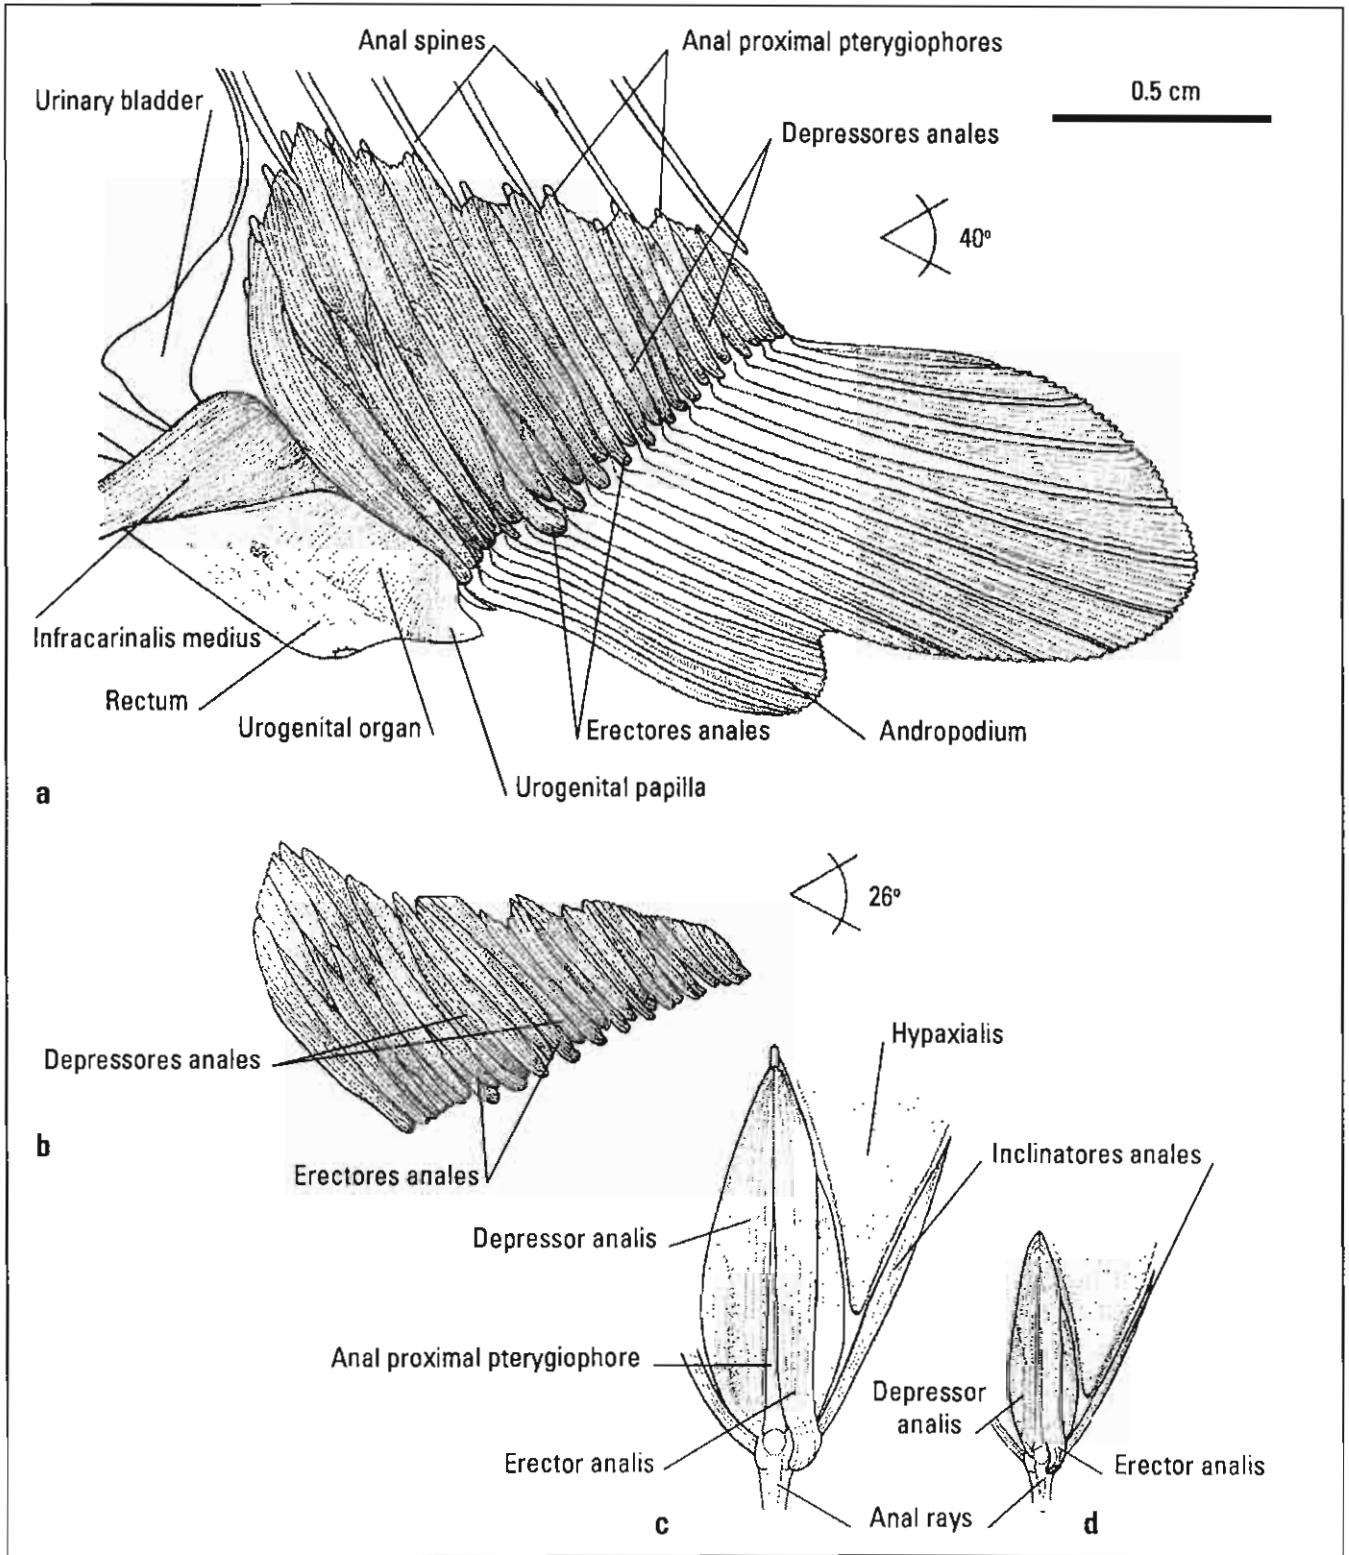 Anal spines
Anal proximal pterygiophores
Urinary bladder
0.5 cm
Depressores anales
40°
Infracarinalis medius
Rectum
Urogenital organ
Erectores anales
Andropodium
Urogenital papilla
a
26°
Depressores anales
b
Erectores anales
Hypaxialis
Inclinatores anales
Depressor analis
Anal proximal pterygiophore
Depressor
analis
Erector analis
Erector analis
Anal rays
c
d